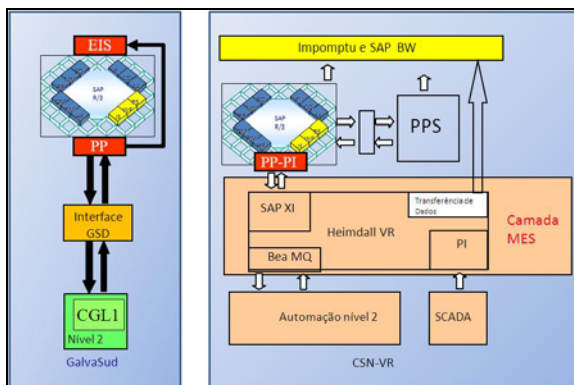 EIS
SAP
R/3
PP
Interface
GSD
CGL1
Nível 2
GalvaSud
Impomptu e SAP BW
SAP
R/3
PP-PI
PPS
SAP XI
Transferência de
Dados
Heimdall VR
Camada
MES
Bea MQ
PI
Automação nível 2
SCADA
CSN-VR